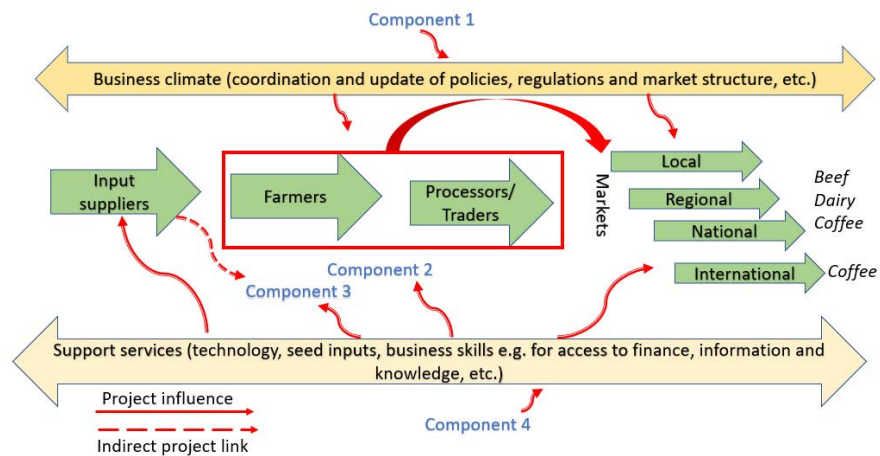 Component 1
Business climate (coordination and update of policies, regulations and market structure, etc.)
Input
suppliers
Farmers
Processors/
Traders
Markets
Local
Regional
National
International
Beef
Dairy
Coffee
Coffee
Component 2
Component 3
Support services (technology, seed inputs, business skills e.g. for access to finance, information and
knowledge, etc.)
Component 4
Project influence
Indirect project link